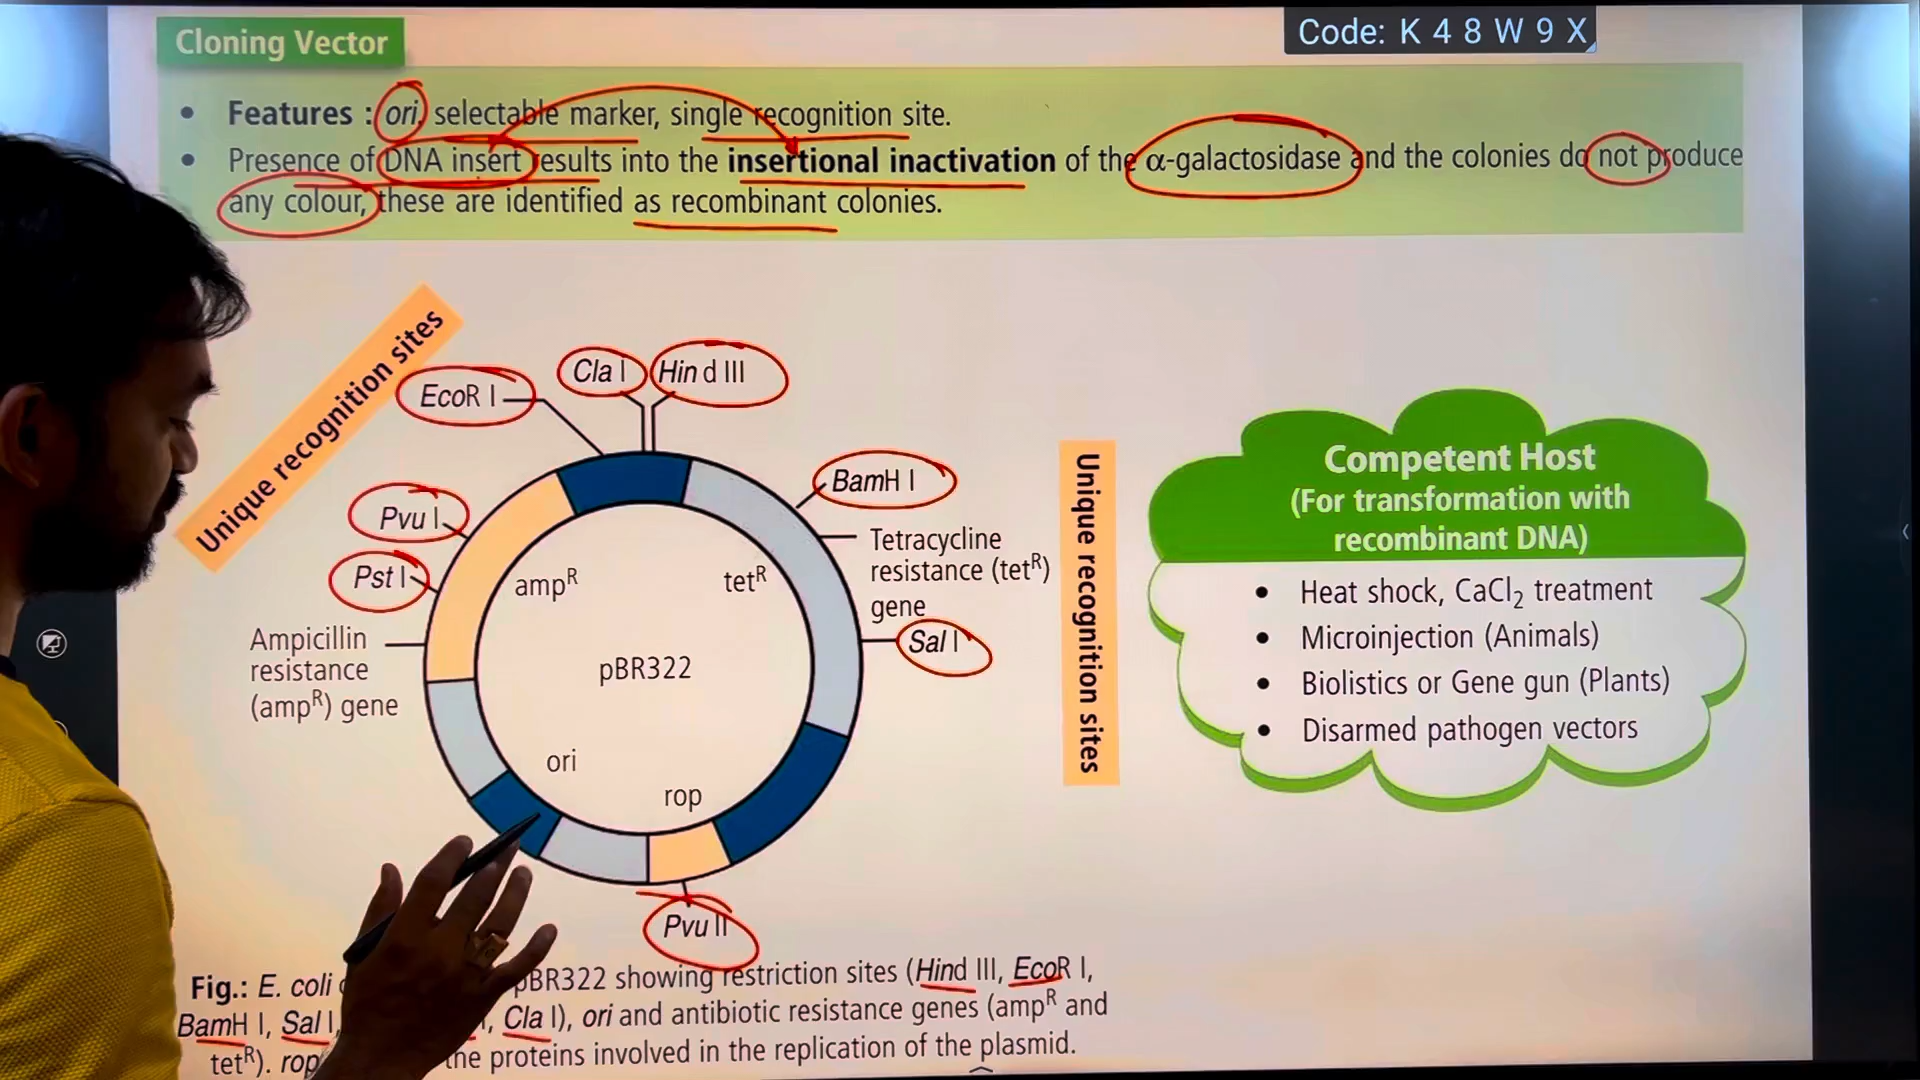 Cloning Vector
Code: K 4 8 W 9 X
• Features : ori, selectable marker, single recognition site.
• Presence of DNA insert results into the insertional inactivation of the α-galactosidase and the colonies do not produce
any colour, these are identified as recombinant colonies.
Unique recognition sites
Cla I
Hin d III
EcoR I
BamH I
Pvu I
Pst I
Tetracycline
resistance (tetᴿ)
gene
ampᴿ
tetᴿ
Sal I
Ampicillin
resistance
(ampᴿ) gene
pBR322
ori
rop
Pvu II
Unique recognition sites
Competent Host
(For transformation with
recombinant DNA)
• Heat shock, CaCl₂ treatment
• Microinjection (Animals)
• Biolistics or Gene gun (Plants)
• Disarmed pathogen vectors
Fig.: E. coli pBR322 showing restriction sites (Hind III, EcoR I,
BamH I, Sal I, I, Cla I), ori and antibiotic resistance genes (ampᴿ and
tetᴿ). rop the proteins involved in the replication of the plasmid.